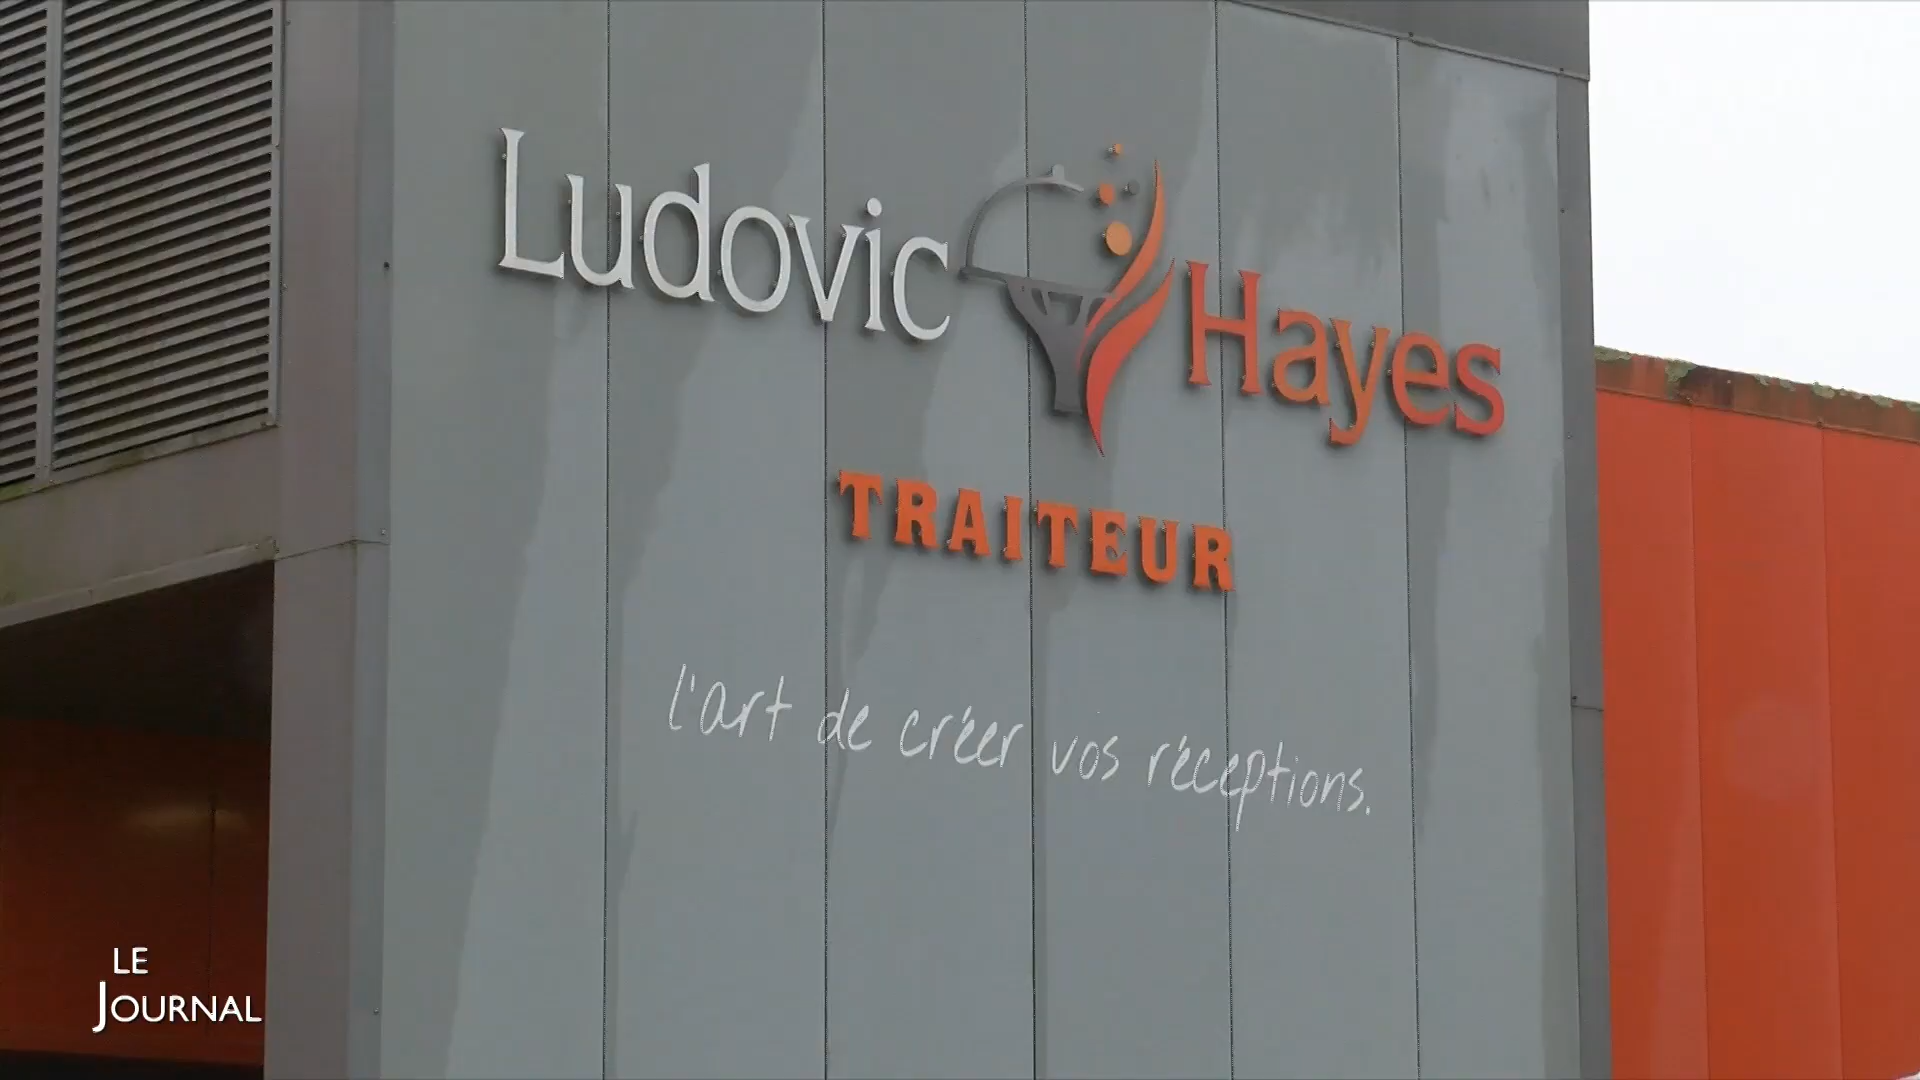 Ludovic Hayes
TRAITEUR
l'art de créer vos réceptions.
LE
JOURNAL